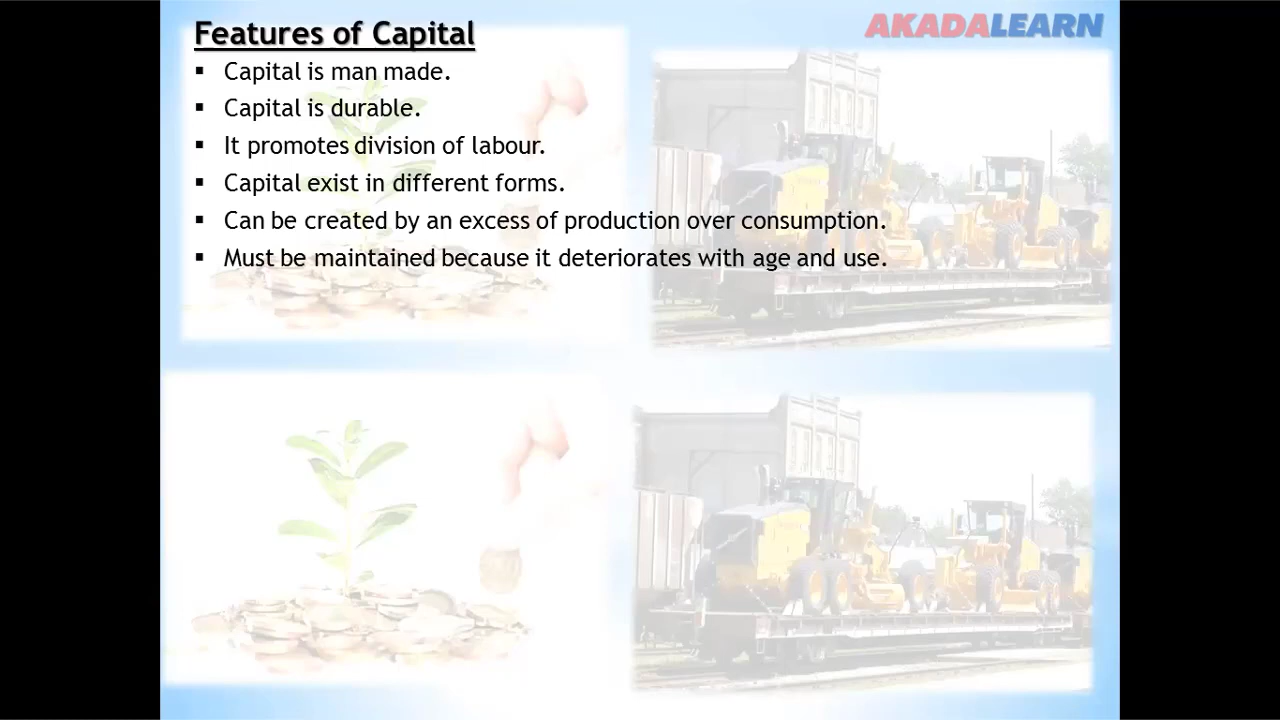 Features of Capital
AKADALEARN
▪ Capital is man made.
▪ Capital is durable.
▪ It promotes division of labour.
▪ Capital exist in different forms.
▪ Can be created by an excess of production over consumption.
▪ Must be maintained because it deteriorates with age and use.